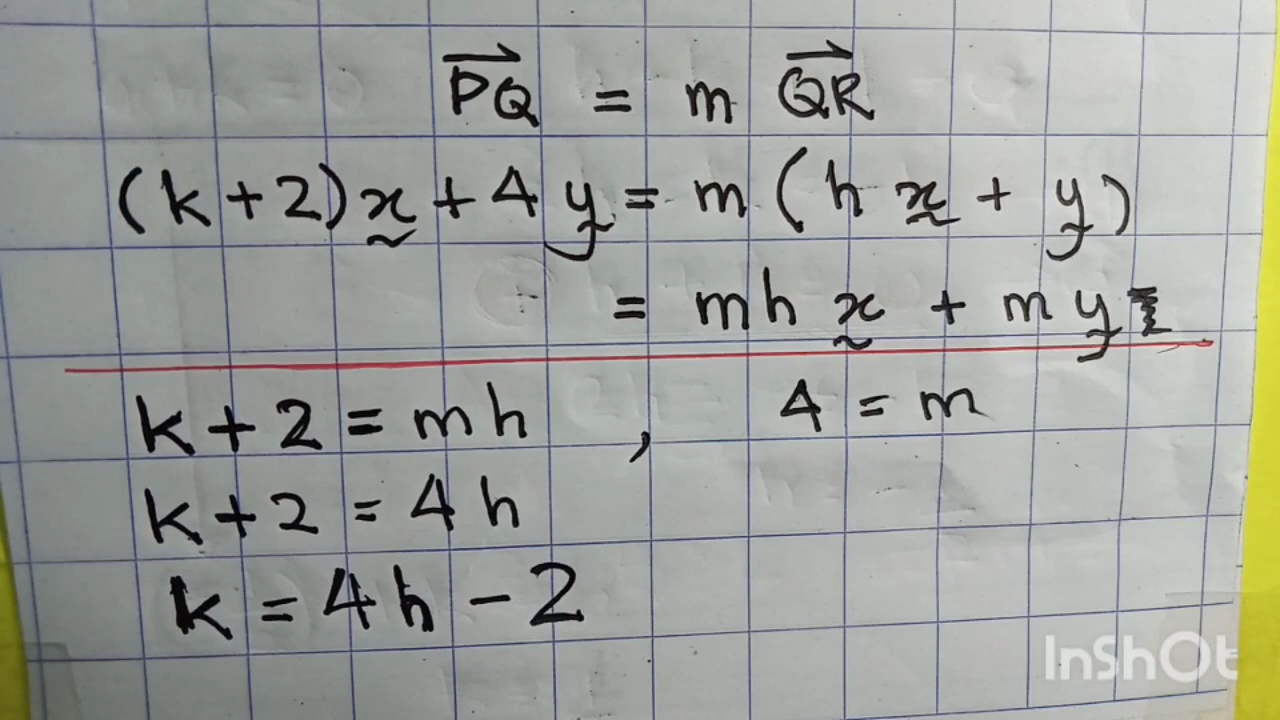 PQ = m QR
(k+2)x + 4y = m (hx + y)
= mhx + my
k+2 = mh , 4 = m
k+2 = 4h
k = 4h - 2
InShOt